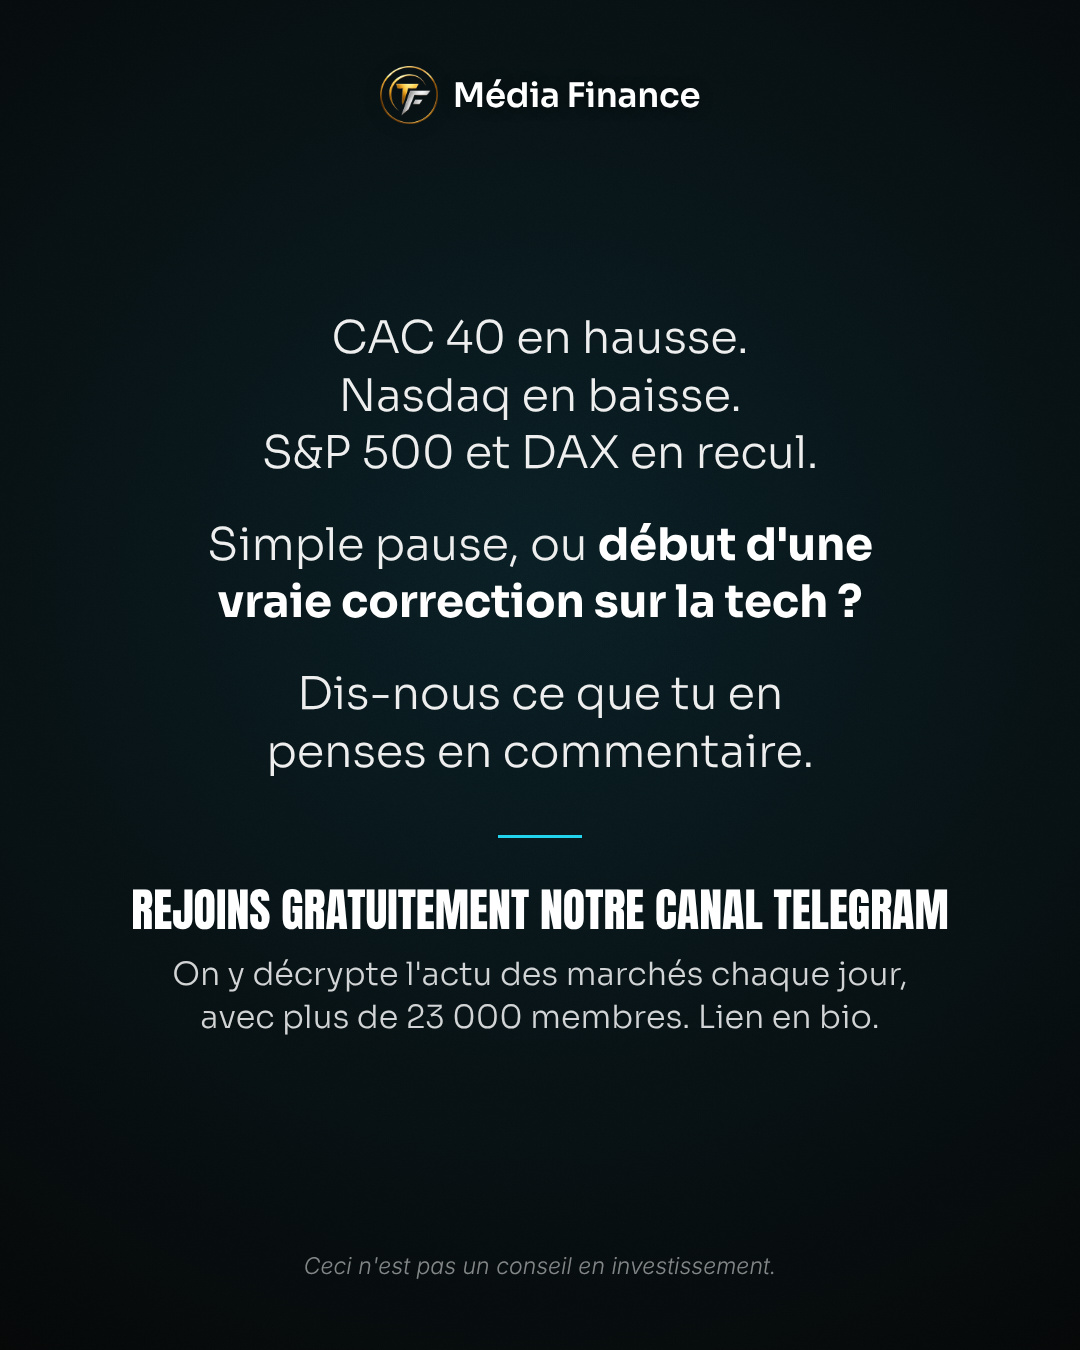 TF Média Finance
CAC 40 en hausse.
Nasdaq en baisse.
S&P 500 et DAX en recul.
Simple pause, ou début d'une
vraie correction sur la tech ?
Dis-nous ce que tu en
penses en commentaire.
REJOINS GRATUITEMENT NOTRE CANAL TELEGRAM
On y décrypte l'actu des marchés chaque jour,
avec plus de 23 000 membres. Lien en bio.
Ceci n'est pas un conseil en investissement.